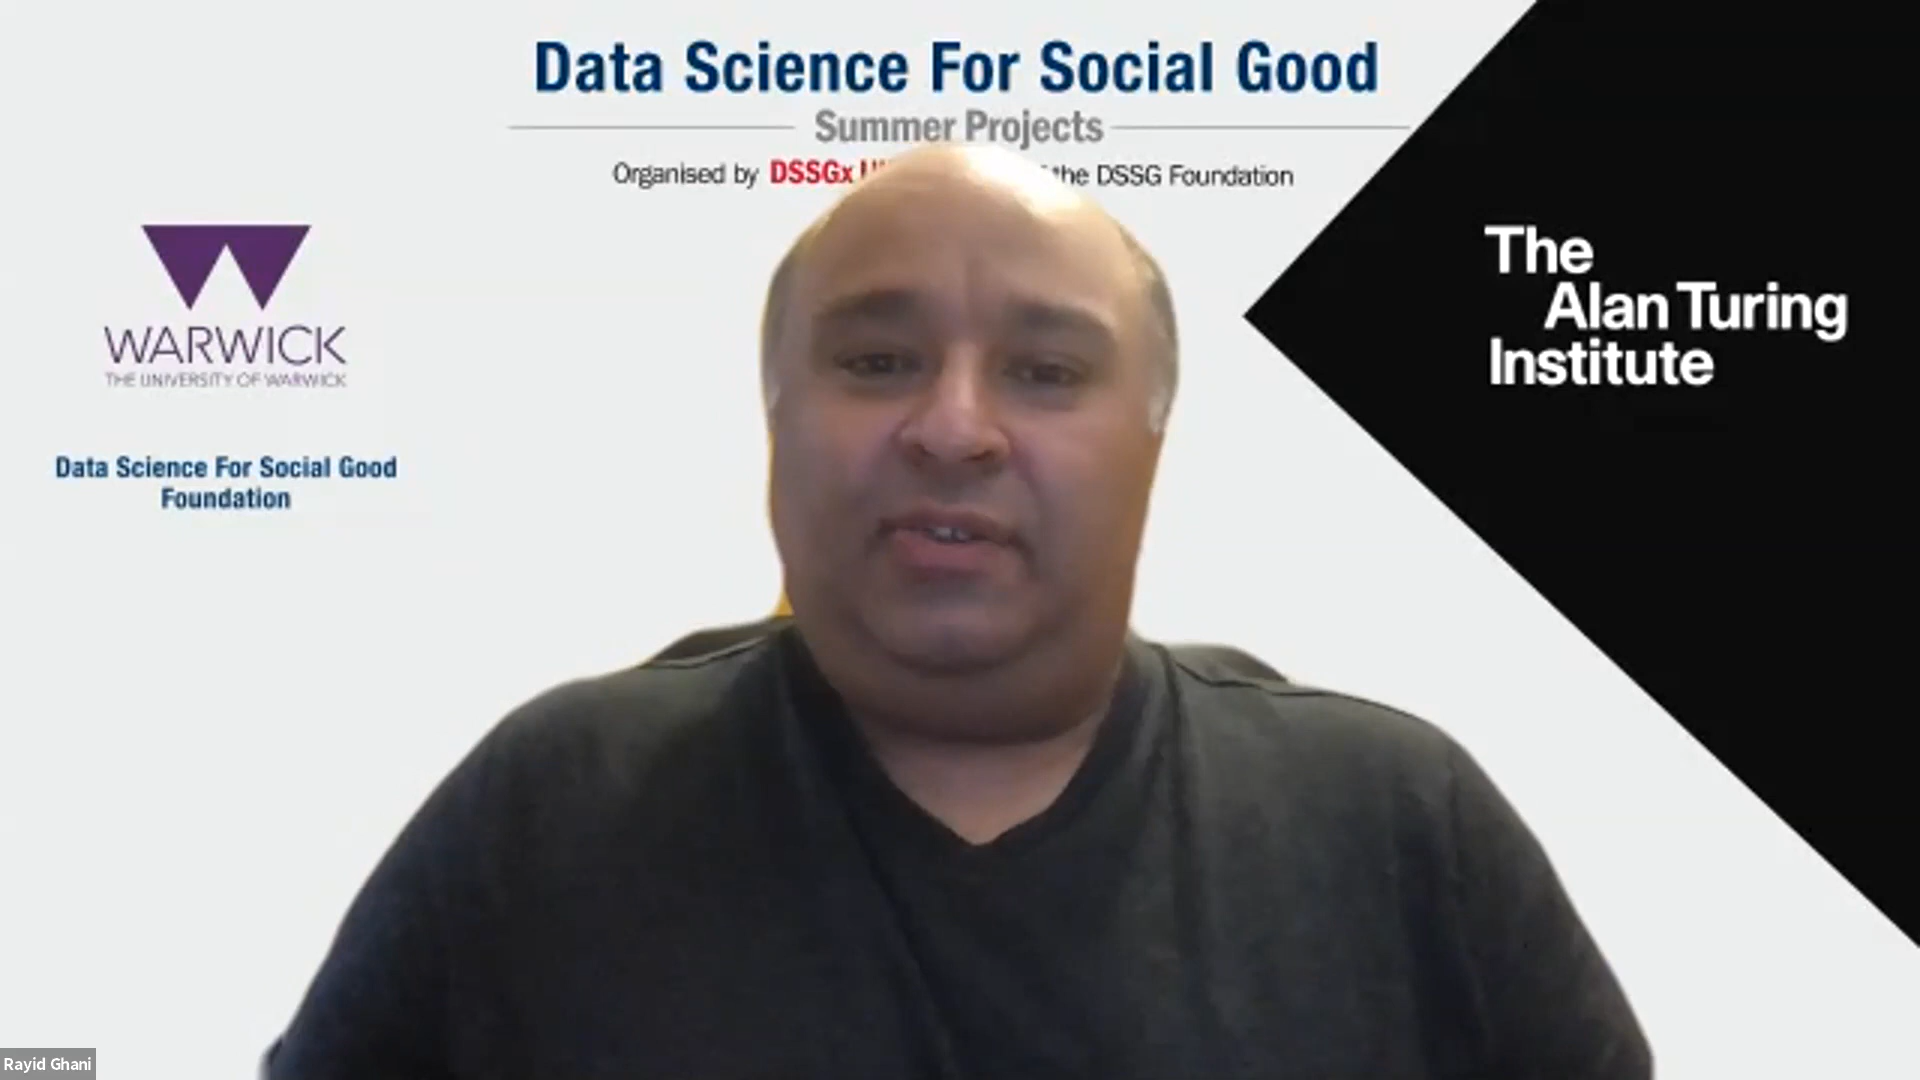 Data Science For Social Good
Summer Projects
Organised by DSSGx the DSSG Foundation
WARWICK
THE UNIVERSITY OF WARWICK
Data Science For Social Good
Foundation
The
Alan Turing
Institute
Rayid Ghani